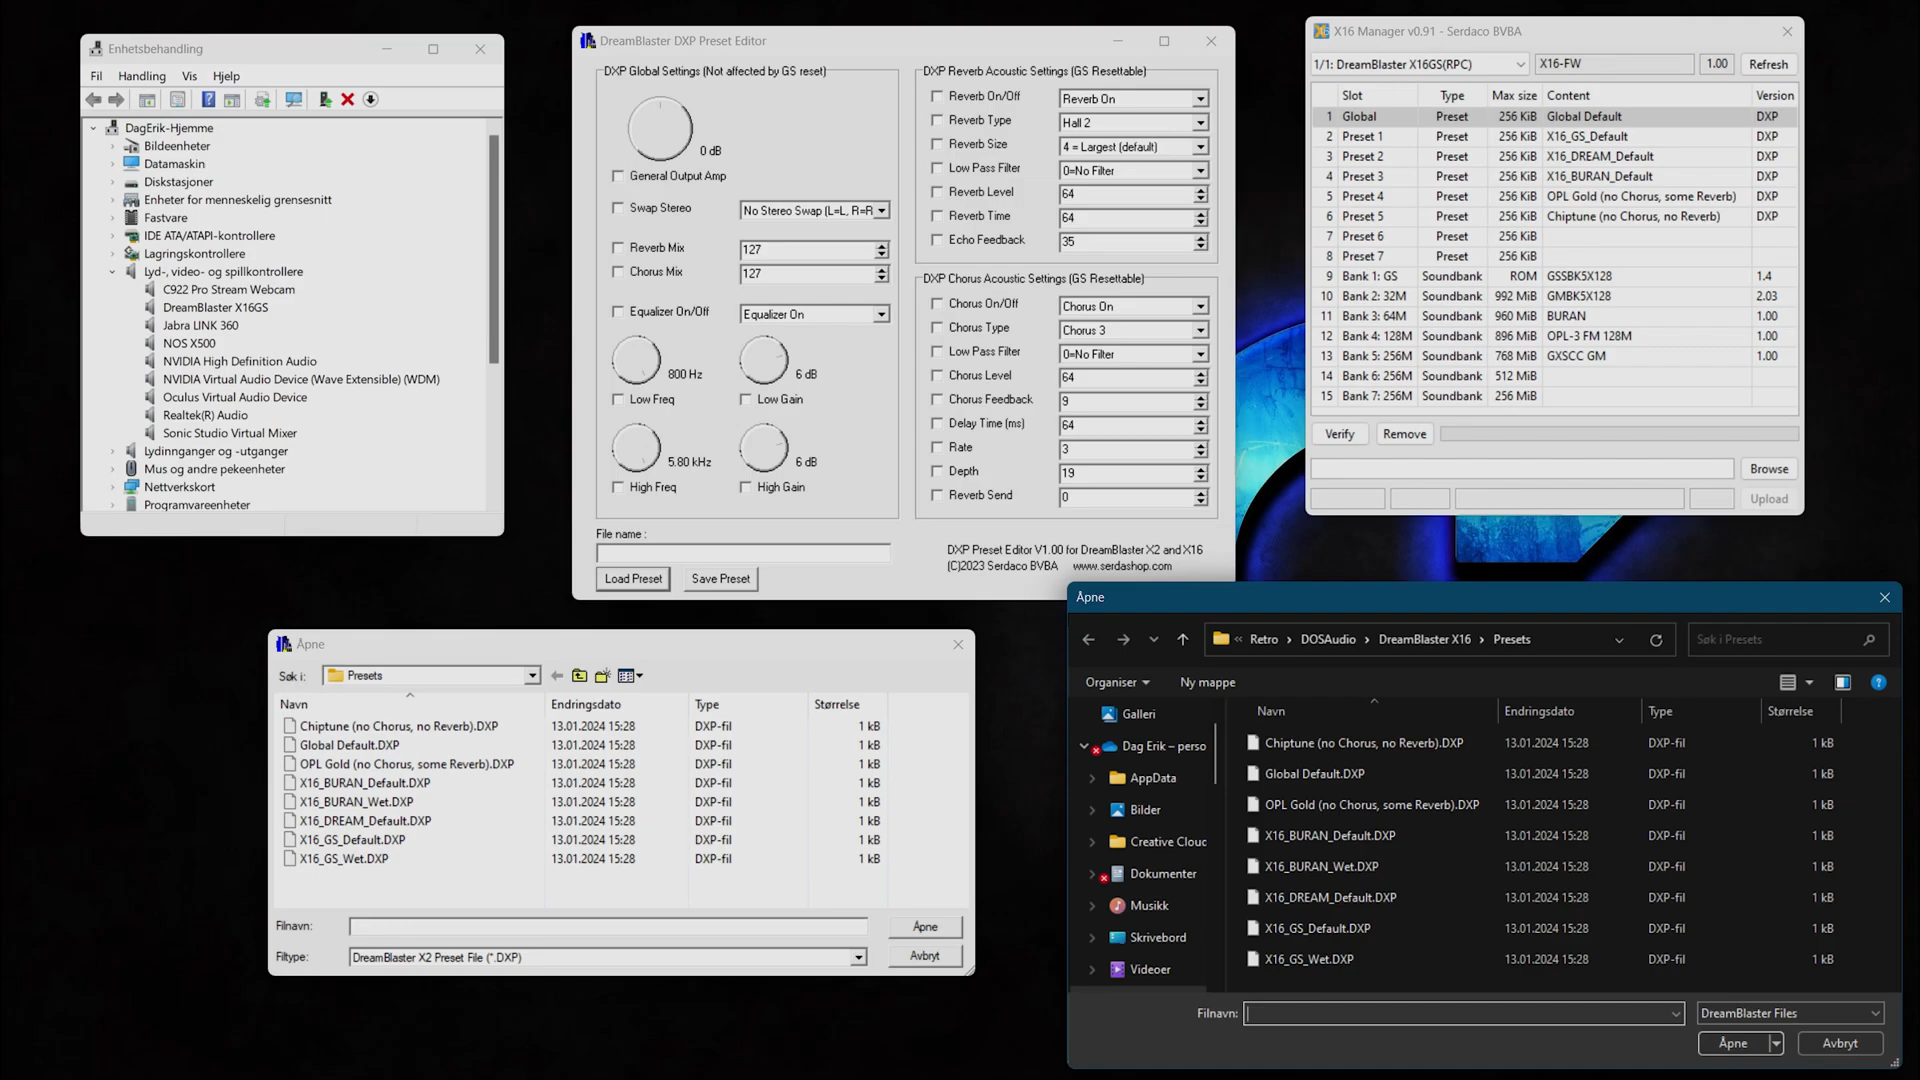 Enhetsbehandling
Fil Handling Vis Hjelp
DagErik-Hjemme
Bildeenheter
Datamaskin
Diskstasjoner
Enheter for menneskelig grensesnitt
Fastvare
IDE ATA/ATAPI-kontrollere
Lagringskontrollere
Lyd-, video- og spillkontrollere
C922 Pro Stream Webcam
DreamBlaster X16GS
Jabra LINK 360
NOS X500
NVIDIA High Definition Audio
NVIDIA Virtual Audio Device (Wave Extensible) (WDM)
Oculus Virtual Audio Device
Realtek(R) Audio
Sonic Studio Virtual Mixer
Lydinnganger og -utganger
Mus og andre pekeenheter
Nettverkskort
Programvareenheter
DreamBlaster DXP Preset Editor
DXP Global Settings (Not affected by GS reset)
0 dB
General Output Amp
Swap Stereo No Stereo Swap (L=L, R=R
Reverb Mix 127
Chorus Mix 127
Equalizer On/Off Equalizer On
800 Hz 6 dB
Low Freq Low Gain
5.80 kHz 6 dB
High Freq High Gain
File name :
Load Preset Save Preset
DXP Reverb Acoustic Settings (GS Resettable)
Reverb On/Off Reverb On
Reverb Type Hall 2
Reverb Size 4 = Largest (default)
Low Pass Filter 0=No Filter
Reverb Level 64
Reverb Time 64
Echo Feedback 35
DXP Chorus Acoustic Settings (GS Resettable)
Chorus On/Off Chorus On
Chorus Type Chorus 3
Low Pass Filter 0=No Filter
Chorus Level 64
Chorus Feedback 9
Delay Time (ms) 64
Rate 3
Depth 19
Reverb Send 0
DXP Preset Editor V1.00 for DreamBlaster X2 and X16
(C)2023 Serdaco BVBA www.serdashop.com
X16 Manager v0.91 - Serdaco BVBA
1/1: DreamBlaster X16GS(RPC) X16-FW 1.00 Refresh
Slot Type Max size Content Version
1 Global Preset 256 KiB Global Default DXP
2 Preset 1 Preset 256 KiB X16_GS_Default DXP
3 Preset 2 Preset 256 KiB X16_DREAM_Default DXP
4 Preset 3 Preset 256 KiB X16_BURAN_Default DXP
5 Preset 4 Preset 256 KiB OPL Gold (no Chorus, some Reverb) DXP
6 Preset 5 Preset 256 KiB Chiptune (no Chorus, no Reverb) DXP
7 Preset 6 Preset 256 KiB
8 Preset 7 Preset 256 KiB
9 Bank 1: GS Soundbank ROM GSSBK5X128 1.4
10 Bank 2: 32M Soundbank 992 MiB GMBK5X128 2.03
11 Bank 3: 64M Soundbank 960 MiB BURAN 1.00
12 Bank 4: 128M Soundbank 896 MiB OPL-3 FM 128M 1.00
13 Bank 5: 256M Soundbank 768 MiB GXSCC GM 1.00
14 Bank 6: 256M Soundbank 512 MiB
15 Bank 7: 256M Soundbank 256 MiB
Verify Remove
Browse
Upload
Åpne
Søk i: Presets
Navn Endringsdato Type Størrelse
Chiptune (no Chorus, no Reverb).DXP 13.01.2024 15:28 DXP-fil 1 kB
Global Default.DXP 13.01.2024 15:28 DXP-fil 1 kB
OPL Gold (no Chorus, some Reverb).DXP 13.01.2024 15:28 DXP-fil 1 kB
X16_BURAN_Default.DXP 13.01.2024 15:28 DXP-fil 1 kB
X16_BURAN_Wet.DXP 13.01.2024 15:28 DXP-fil 1 kB
X16_DREAM_Default.DXP 13.01.2024 15:28 DXP-fil 1 kB
X16_GS_Default.DXP 13.01.2024 15:28 DXP-fil 1 kB
X16_GS_Wet.DXP 13.01.2024 15:28 DXP-fil 1 kB
Filnavn: Åpne
Filtype: DreamBlaster X2 Preset File (*.DXP) Avbryt
Åpne
« Retro › DOSAudio › DreamBlaster X16 › Presets Søk i Presets
Organiser Ny mappe
Galleri
Dag Erik – perso
AppData
Bilder
Creative Clouc
Dokumenter
Musikk
Skrivebord
Videoer
Navn Endringsdato Type Størrelse
Chiptune (no Chorus, no Reverb).DXP 13.01.2024 15:28 DXP-fil 1 kB
Global Default.DXP 13.01.2024 15:28 DXP-fil 1 kB
OPL Gold (no Chorus, some Reverb).DXP 13.01.2024 15:28 DXP-fil 1 kB
X16_BURAN_Default.DXP 13.01.2024 15:28 DXP-fil 1 kB
X16_BURAN_Wet.DXP 13.01.2024 15:28 DXP-fil 1 kB
X16_DREAM_Default.DXP 13.01.2024 15:28 DXP-fil 1 kB
X16_GS_Default.DXP 13.01.2024 15:28 DXP-fil 1 kB
X16_GS_Wet.DXP 13.01.2024 15:28 DXP-fil 1 kB
Filnavn: DreamBlaster Files
Åpne Avbryt